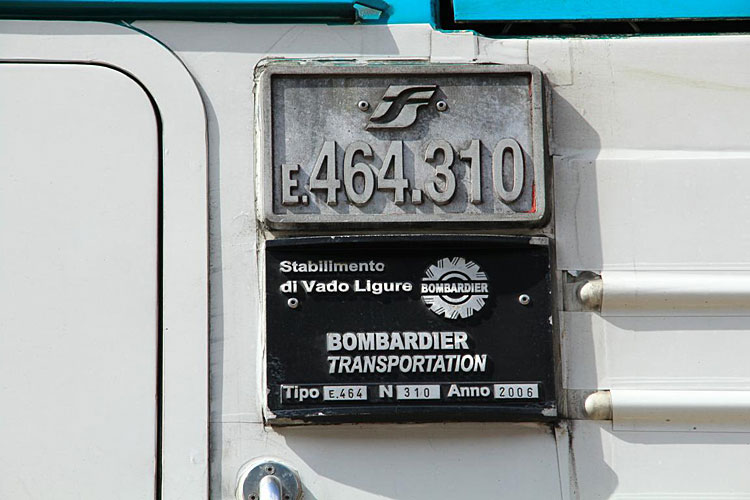 E.464.310
Stabilimento
di Vado Ligure
BOMBARDIER
BOMBARDIER
TRANSPORTATION
Tipo E.464 N 310 Anno 2006